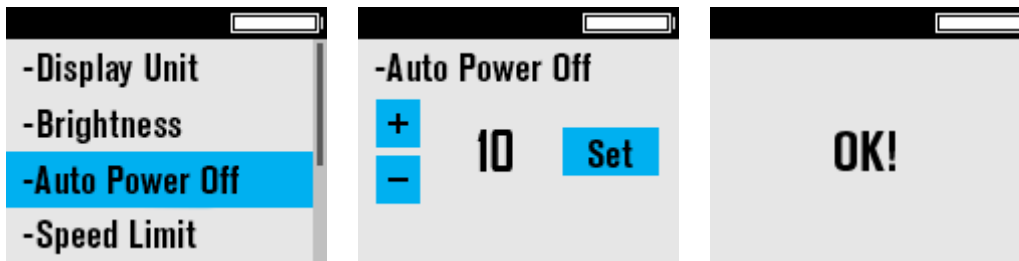 -Display Unit
-Brightness
-Auto Power Off
-Speed Limit
-Auto Power Off
+
10
Set
−
OK!